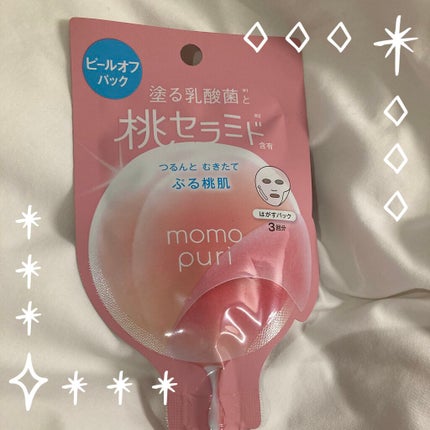 ピールオフ
パック
塗る乳酸菌※1と
桃セラミド※2
含有
つるんと むきたて
ぷる桃肌
はがすパック
3回分
momo
puri